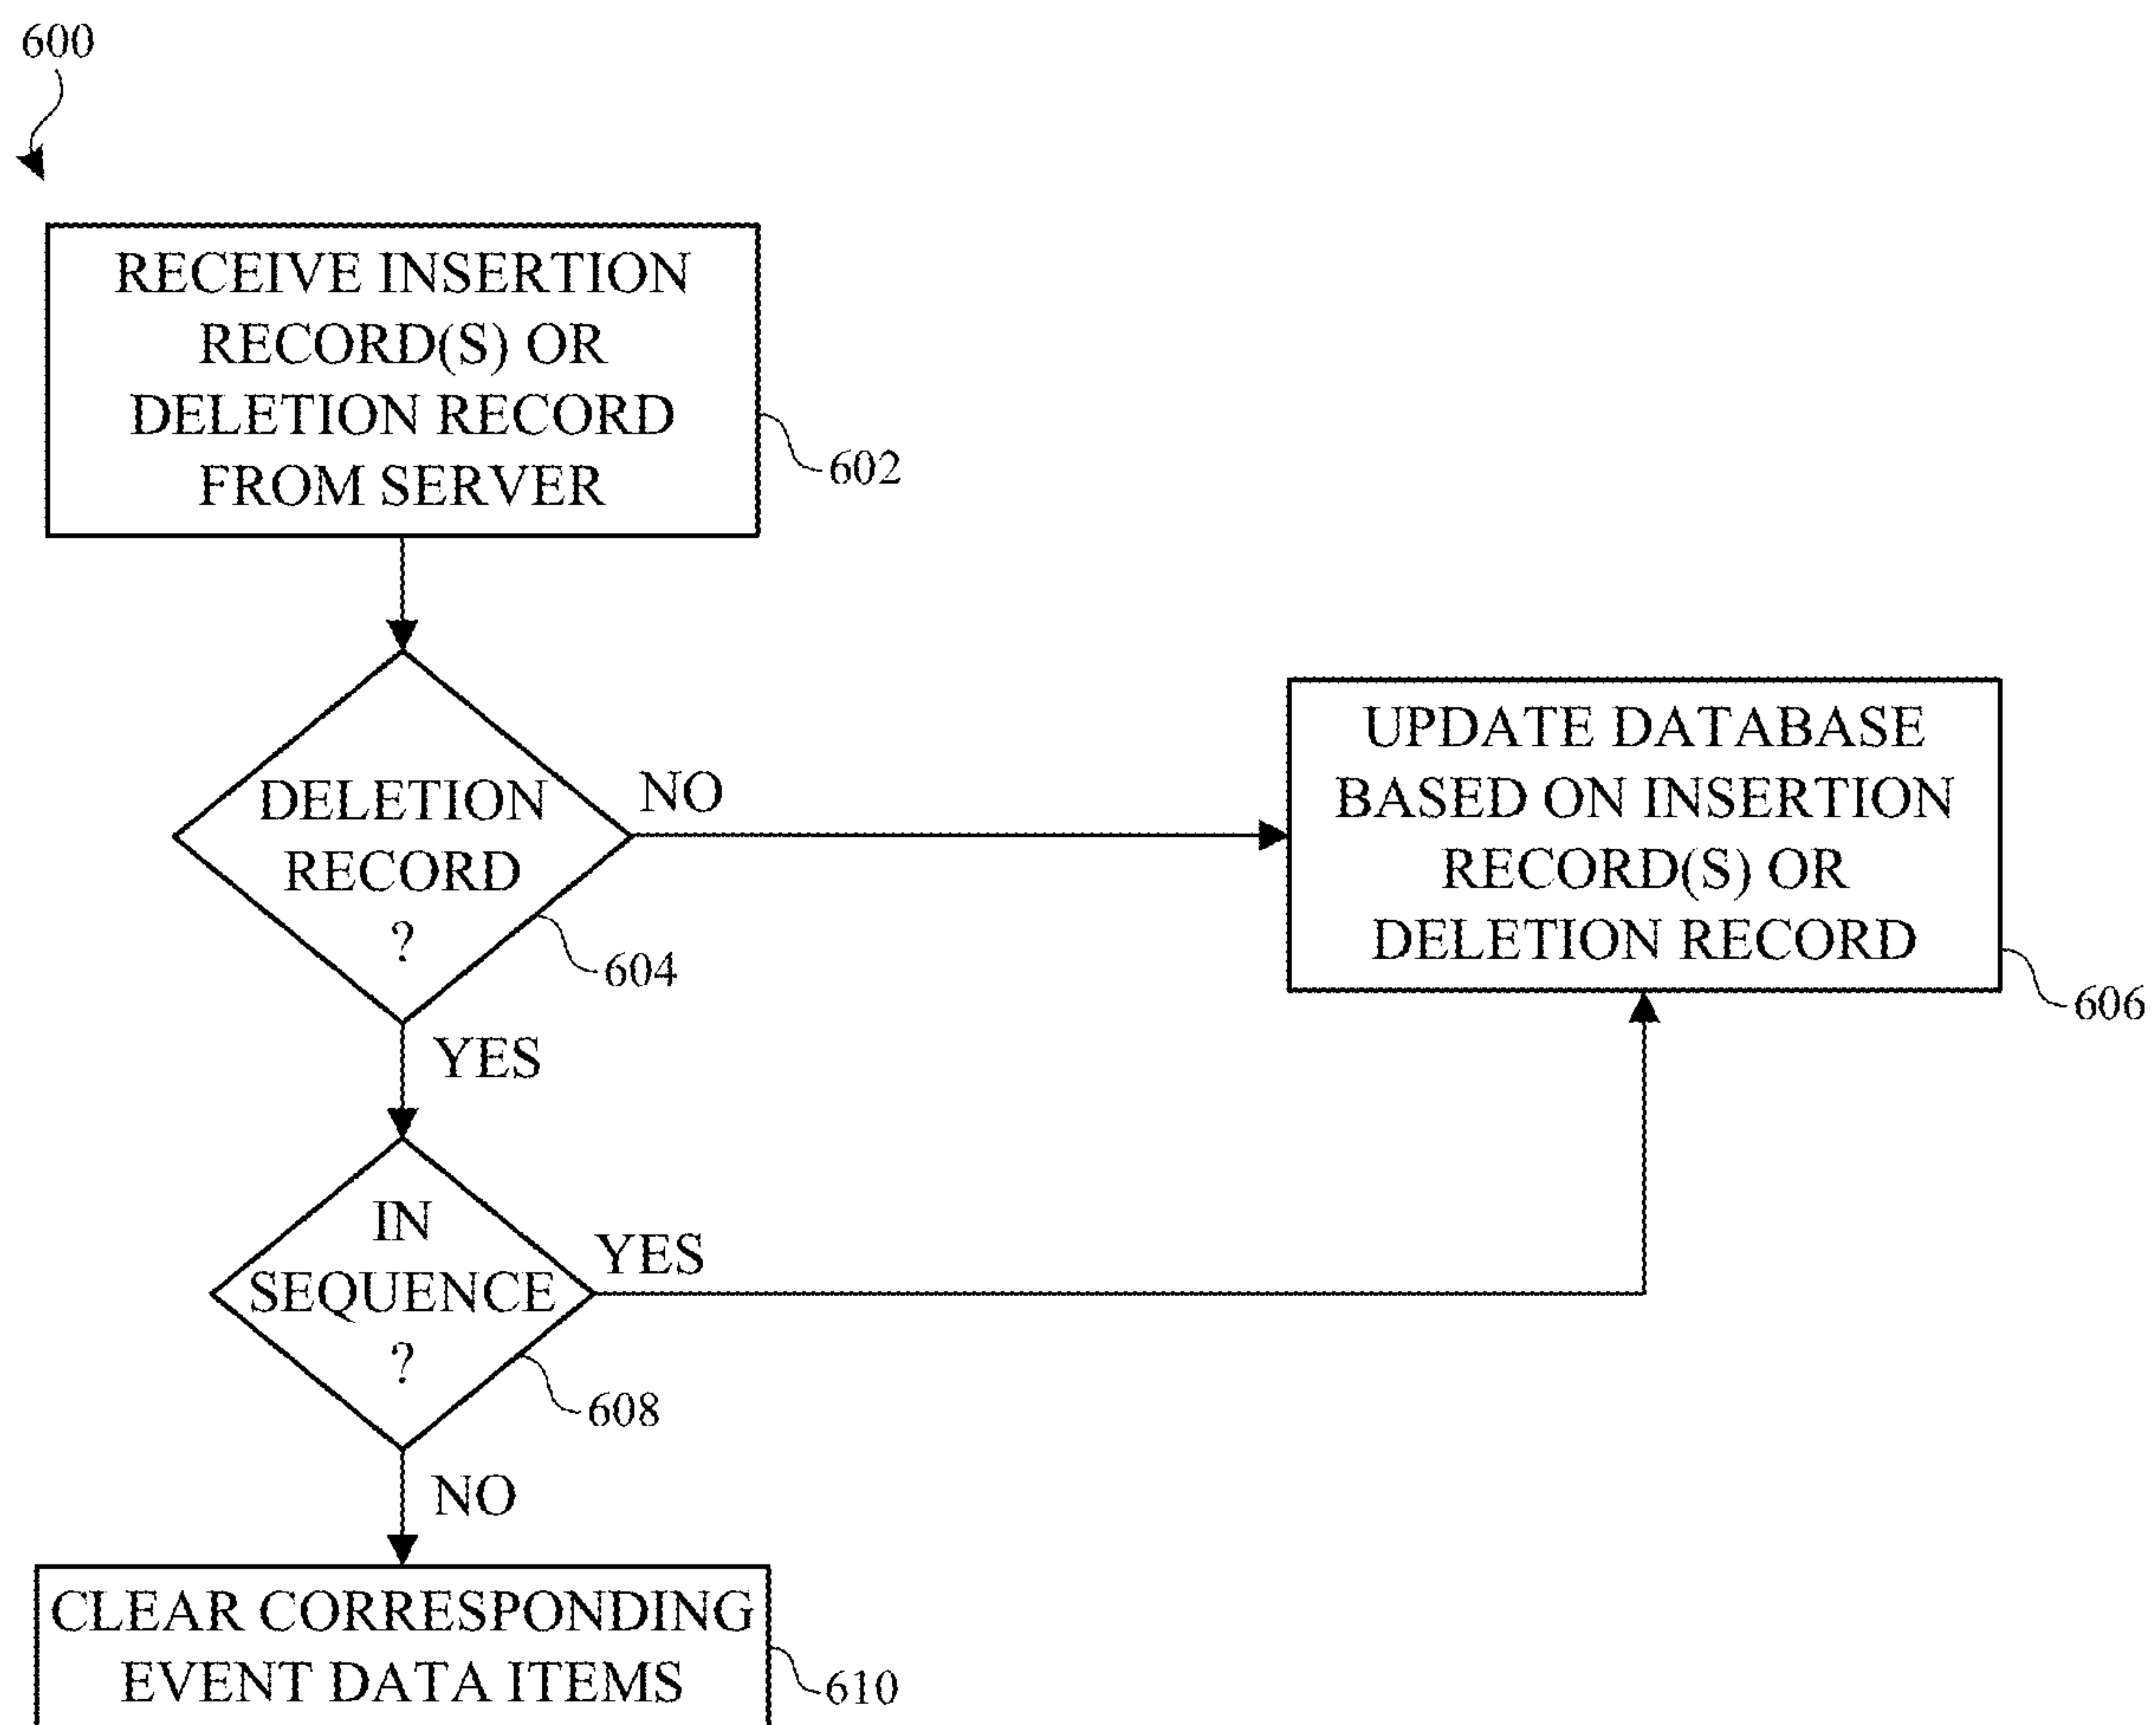 600
RECEIVE INSERTION
RECORD(S) OR
DELETION RECORD
FROM SERVER
602
DELETION
RECORD
?
604
NO
UPDATE DATABASE
BASED ON INSERTION
RECORD(S) OR
DELETION RECORD
606
YES
IN
SEQUENCE
?
608
YES
NO
CLEAR CORRESPONDING
EVENT DATA ITEMS
610